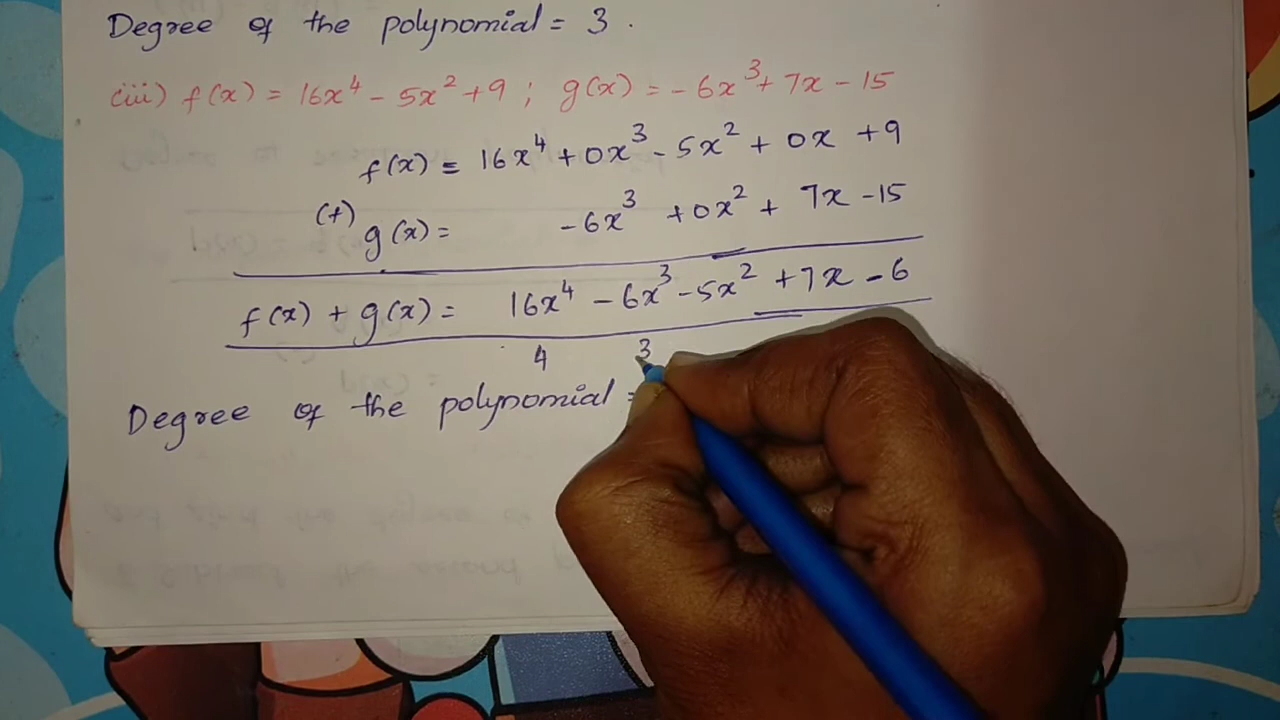 Degree of the polynomial = 3 .
(iii) f(x) = 16x⁴ - 5x² + 9 ; g(x) = - 6x³ + 7x - 15
f(x) = 16x⁴ + 0x³ - 5x² + 0x + 9
(+) g(x) = - 6x³ + 0x² + 7x - 15
f(x) + g(x) = 16x⁴ - 6x³ - 5x² + 7x - 6
4 3
Degree of the polynomial =